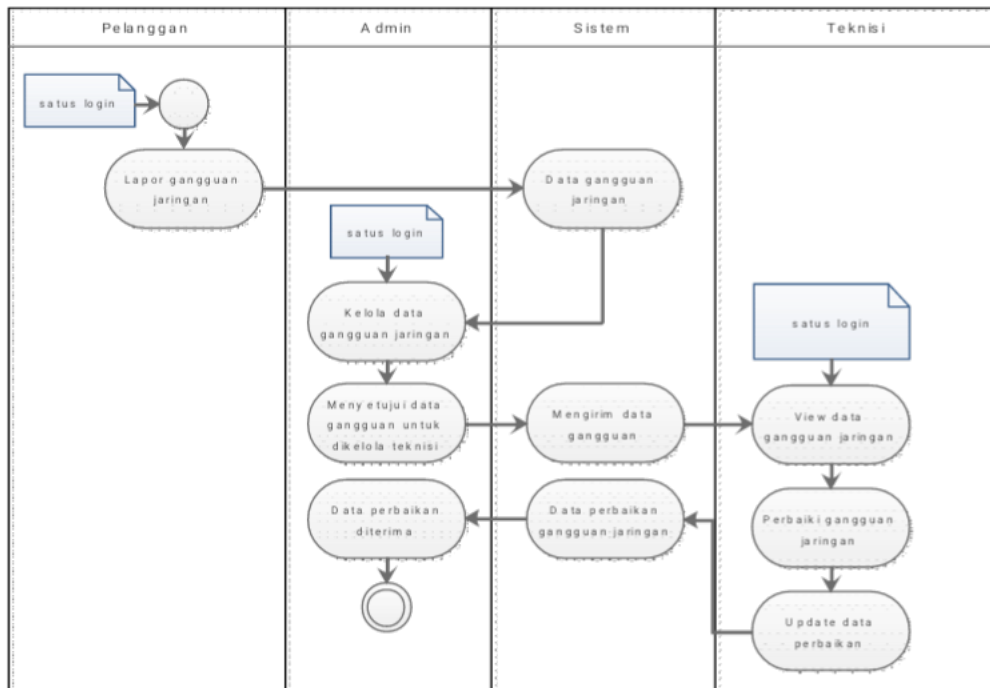 Pelanggan
Admin
Sistem
Teknisi
satus login
Lapor gangguan
jaringan
Data gangguan
jaringan
satus login
Kelola data
gangguan jaringan
satus login
Menyetujui data
gangguan untuk
dikelola teknisi
Mengirim data
gangguan
View data
gangguan jaringan
Data perbaikan
diterima
Data perbaikan
gangguan jaringan
Perbaiki gangguan
jaringan
Update data
perbaikan